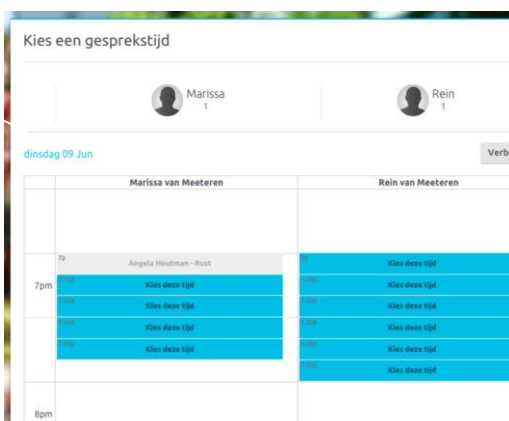 Kies een gesprekstijd
Marissa
1
Rein
1
dinsdag 09 Jun
Verb
Marissa van Meeteren
Rein van Meeteren
7p
Angela Houtman - Rust
Kies deze tijd
7pm
Kies deze tijd
Kies deze tijd
Kies deze tijd
Kies deze tijd
Kies deze tijd
Kies deze tijd
Kies deze tijd
Kies deze tijd
Kies deze tijd
8pm